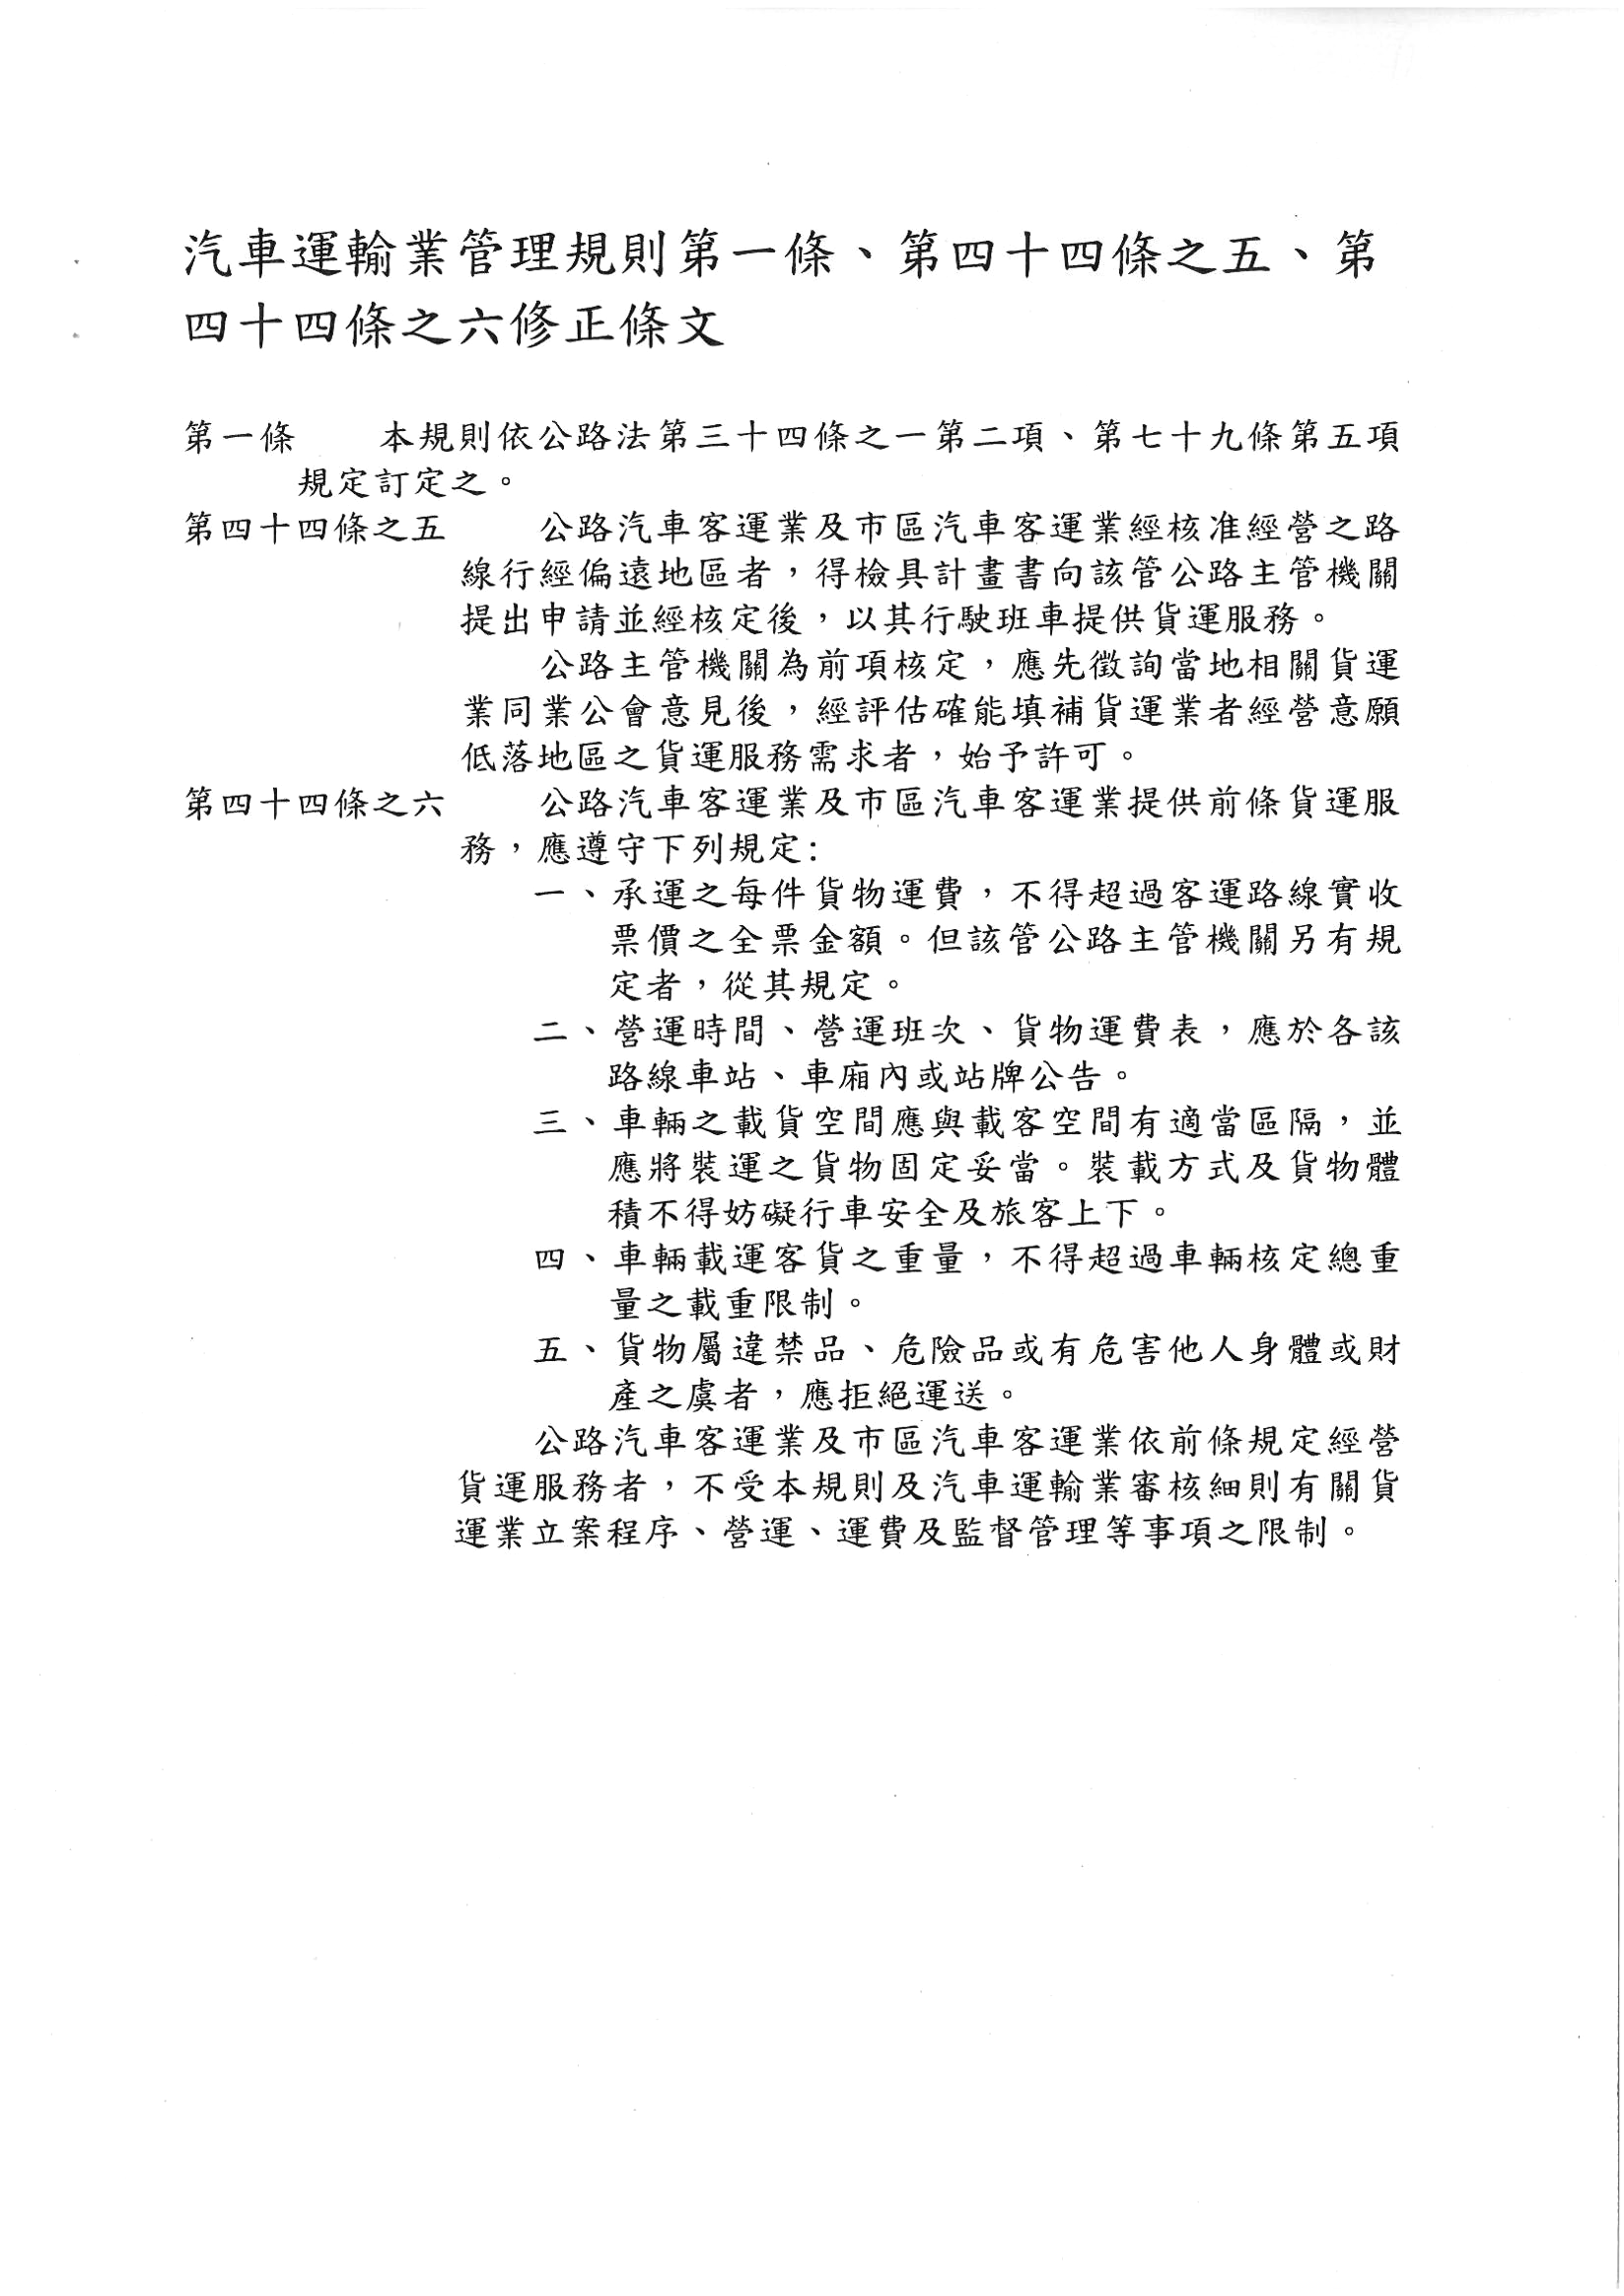 汽車運輸業管理規則第一條、第四十四條之五、第
四十四條之六修正條文
第一條　　本規則依公路法第三十四條之一第二項、第七十九條第五項
規定訂定之。
第四十四條之五　　公路汽車客運業及市區汽車客運業經核准經營之路
線行經偏遠地區者，得檢具計畫書向該管公路主管機關
提出申請並經核定後，以其行駛班車提供貨運服務。
公路主管機關為前項核定，應先徵詢當地相關貨運
業同業公會意見後，經評估確能填補貨運業者經營意願
低落地區之貨運服務需求者，始予許可。
第四十四條之六　　公路汽車客運業及市區汽車客運業提供前條貨運服
務，應遵守下列規定:
一、承運之每件貨物運費，不得超過客運路線實收
票價之全票金額。但該管公路主管機關另有規
定者，從其規定。
二、營運時間、營運班次、貨物運費表，應於各該
路線車站、車廂內或站牌公告。
三、車輛之載貨空間應與載客空間有適當區隔，並
應將裝運之貨物固定妥當。裝載方式及貨物體
積不得妨礙行車安全及旅客上下。
四、車輛載運客貨之重量，不得超過車輛核定總重
量之載重限制。
五、貨物屬違禁品、危險品或有危害他人身體或財
產之虞者，應拒絕運送。
公路汽車客運業及市區汽車客運業依前條規定經營
貨運服務者，不受本規則及汽車運輸業審核細則有關貨
運業立案程序、營運、運費及監督管理等事項之限制。